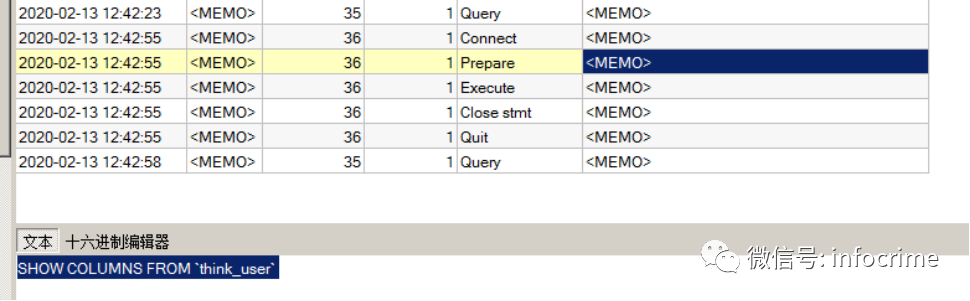 2020-02-13 12:42:23 <MEMO> 35 1 Query <MEMO>
2020-02-13 12:42:55 <MEMO> 36 1 Connect <MEMO>
2020-02-13 12:42:55 <MEMO> 36 1 Prepare <MEMO>
2020-02-13 12:42:55 <MEMO> 36 1 Execute <MEMO>
2020-02-13 12:42:55 <MEMO> 36 1 Close stmt <MEMO>
2020-02-13 12:42:55 <MEMO> 36 1 Quit <MEMO>
2020-02-13 12:42:58 <MEMO> 35 1 Query <MEMO>
文本 十六进制编辑器
微信号: infocrime
SHOW COLUMNS FROM `think_user`